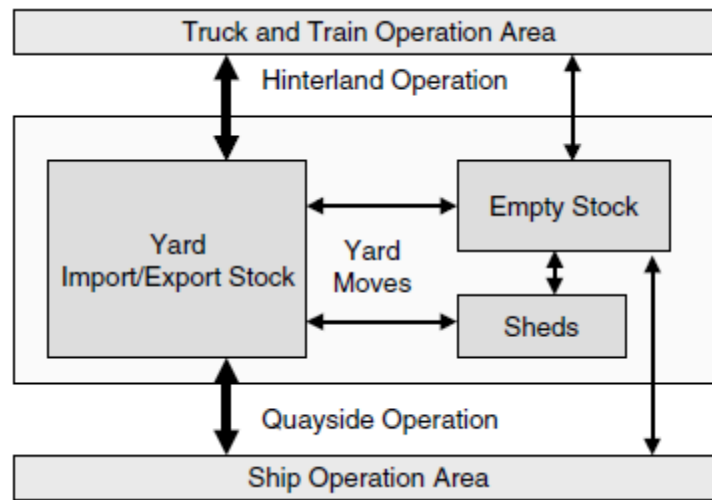 Truck and Train Operation Area
Hinterland Operation
Empty Stock
Yard
Import/Export Stock
Yard
Moves
Sheds
Quayside Operation
Ship Operation Area